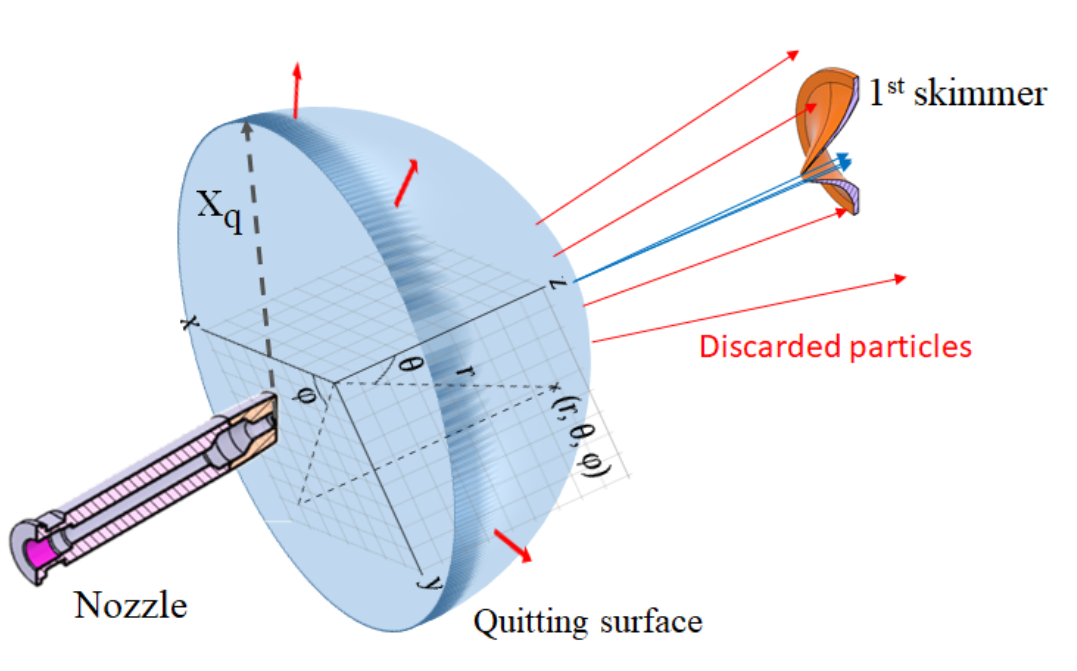 1st skimmer
Xq
z
x
θ
r
φ
(r, θ, φ)
Discarded particles
y
Nozzle
Quitting surface